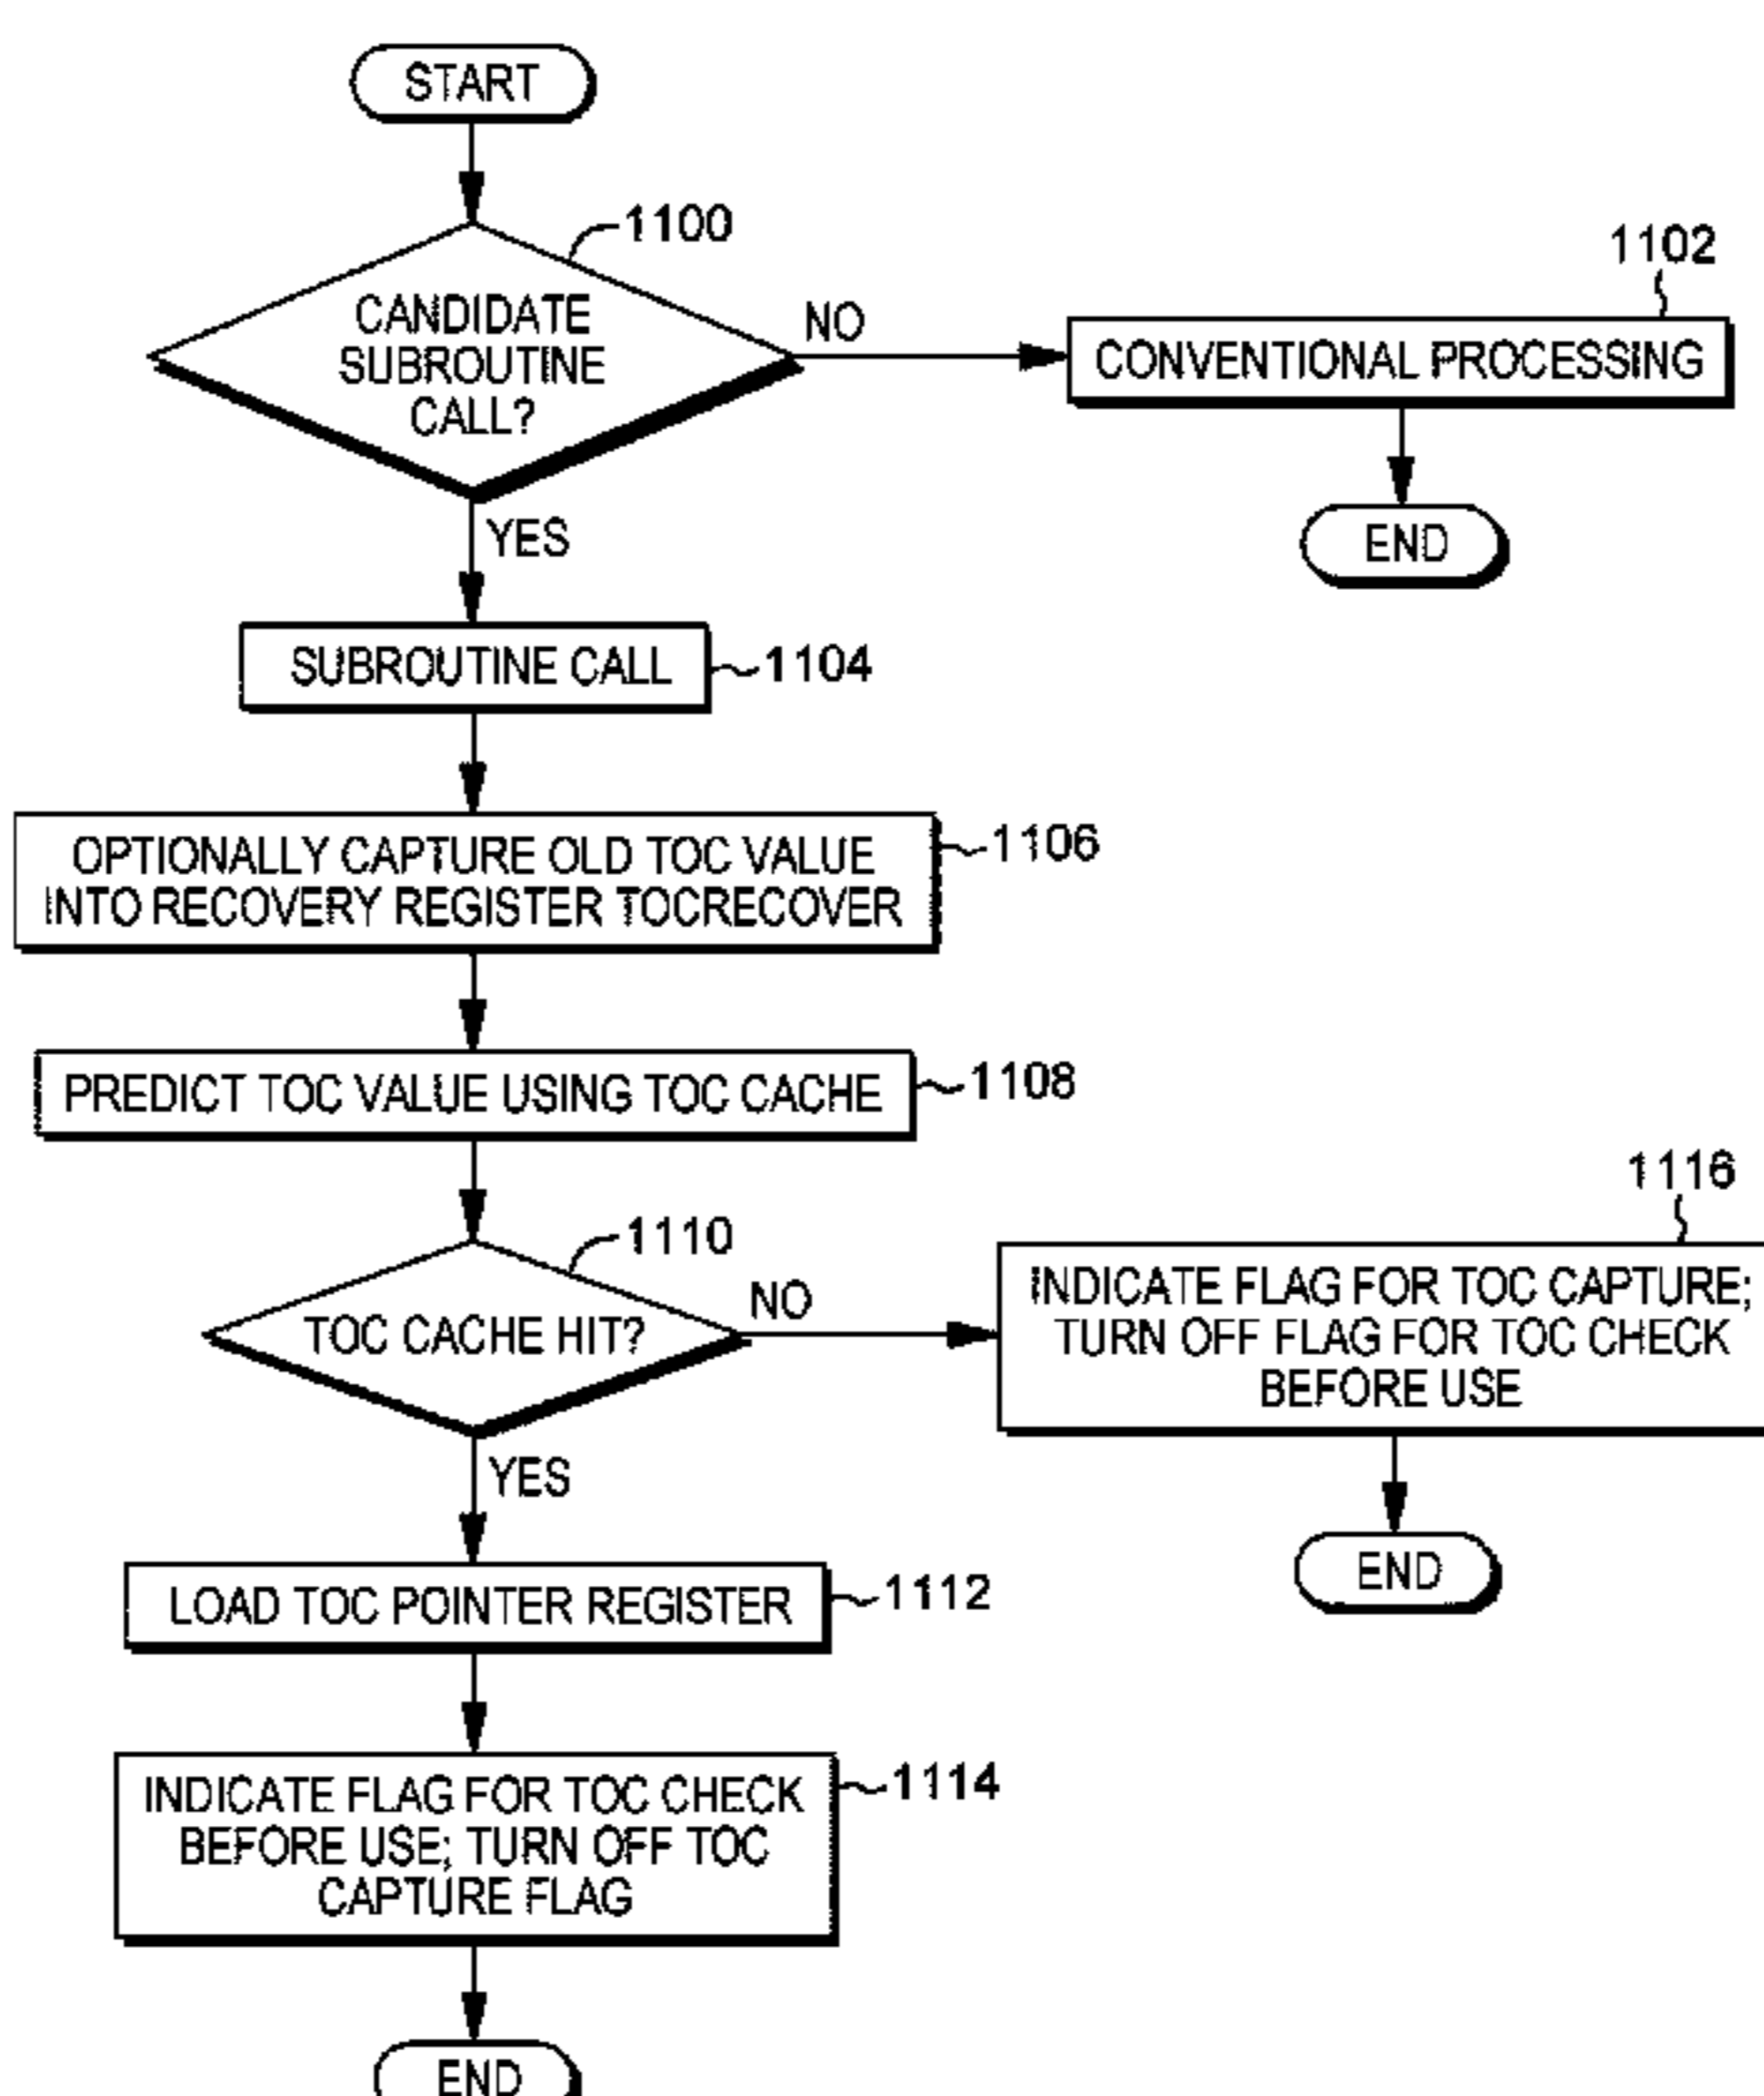 START
1100
CANDIDATE
SUBROUTINE
CALL?
NO
1102
CONVENTIONAL PROCESSING
END
YES
SUBROUTINE CALL
1104
OPTIONALLY CAPTURE OLD TOC VALUE
INTO RECOVERY REGISTER TOCRECOVER
1106
PREDICT TOC VALUE USING TOC CACHE
1108
1110
TOC CACHE HIT?
NO
1116
INDICATE FLAG FOR TOC CAPTURE;
TURN OFF FLAG FOR TOC CHECK
BEFORE USE
END
YES
LOAD TOC POINTER REGISTER
1112
INDICATE FLAG FOR TOC CHECK
BEFORE USE; TURN OFF TOC
CAPTURE FLAG
1114
END